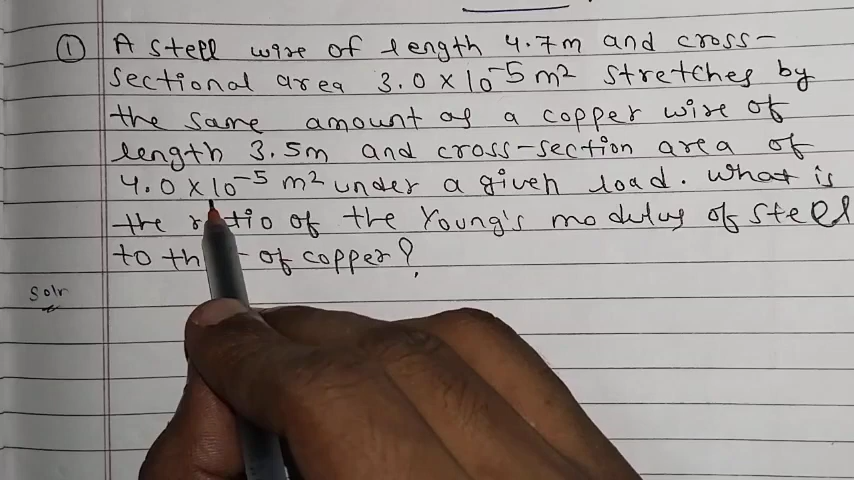 ① A stell wire of length 4.7m and cross-
sectional area 3.0 × 10⁻⁵ m² stretches by
the same amount as a copper wire of
length 3.5m and cross-section area of
4.0 × 10⁻⁵ m² under a given load. What is
the of the Young's modulus of steel
to of copper?
Solⁿ